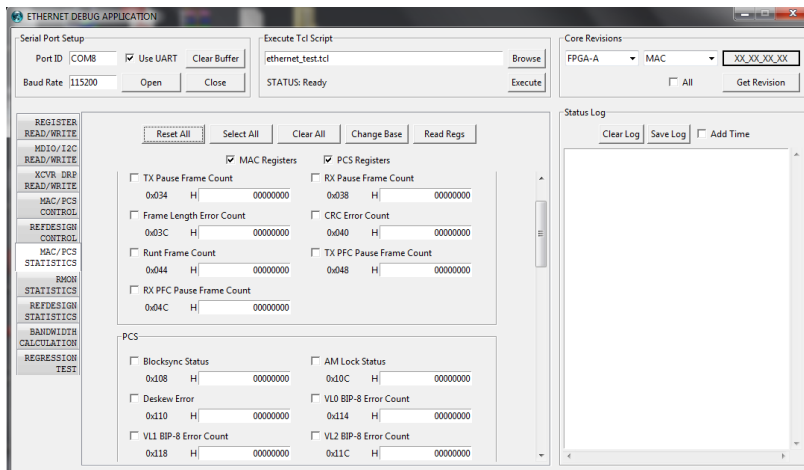 ETHERNET DEBUG APPLICATION
Serial Port Setup
Port ID COM8 Use UART Clear Buffer
Baud Rate 115200 Open Close
Execute Tcl Script
ethernet_test.tcl Browse
STATUS: Ready Execute
Core Revisions
FPGA-A MAC XX_XX_XX_XX
All Get Revision
REGISTER
READ/WRITE
MDIO/I2C
READ/WRITE
XCVR DRP
READ/WRITE
MAC/PCS
CONTROL
REFDESIGN
CONTROL
MAC/PCS
STATISTICS
RMON
STATISTICS
REFDESIGN
STATISTICS
BANDWIDTH
CALCULATION
REGRESSION
TEST
Reset All Select All Clear All Change Base Read Regs
MAC Registers PCS Registers
TX Pause Frame Count RX Pause Frame Count
0x034 H 00000000 0x038 H 00000000
Frame Length Error Count CRC Error Count
0x03C H 00000000 0x040 H 00000000
Runt Frame Count TX PFC Pause Frame Count
0x044 H 00000000 0x048 H 00000000
RX PFC Pause Frame Count
0x04C H 00000000
PCS
Blocksync Status AM Lock Status
0x108 H 00000000 0x10C H 00000000
Deskew Error VL0 BIP-8 Error Count
0x110 H 00000000 0x114 H 00000000
VL1 BIP-8 Error Count VL2 BIP-8 Error Count
0x118 H 00000000 0x11C H 00000000
Status Log
Clear Log Save Log Add Time